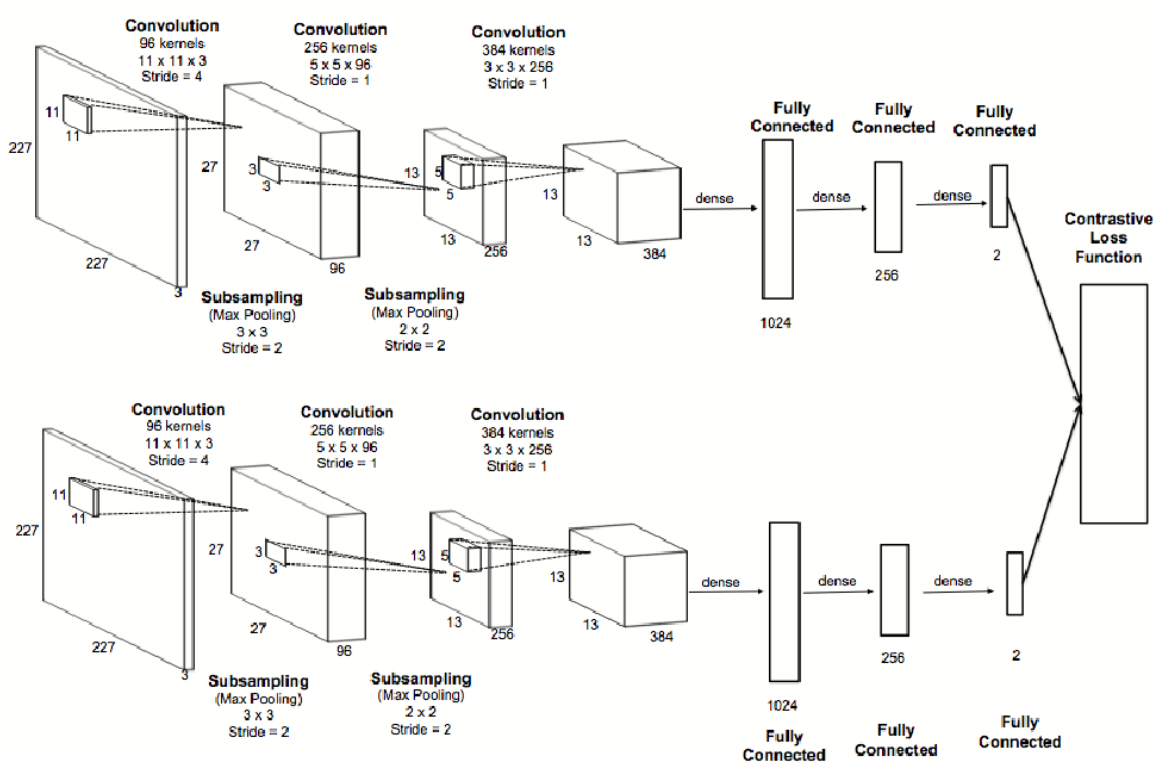 Convolution
96 kernels
11 x 11 x 3
Stride = 4
Convolution
256 kernels
5 x 5 x 96
Stride = 1
Convolution
384 kernels
3 x 3 x 256
Stride = 1
11
11
227
227
3
3
3
27
27
96
5
5
13
13
256
13
13
384
Subsampling
(Max Pooling)
3 x 3
Stride = 2
Subsampling
(Max Pooling)
2 x 2
Stride = 2
dense
Fully
Connected
1024
dense
Fully
Connected
256
dense
Fully
Connected
2
Contrastive
Loss
Function
Convolution
96 kernels
11 x 11 x 3
Stride = 4
Convolution
256 kernels
5 x 5 x 96
Stride = 1
Convolution
384 kernels
3 x 3 x 256
Stride = 1
11
11
227
227
3
3
3
27
27
96
5
5
13
13
256
13
13
384
Subsampling
(Max Pooling)
3 x 3
Stride = 2
Subsampling
(Max Pooling)
2 x 2
Stride = 2
dense
1024
Fully
Connected
dense
256
Fully
Connected
dense
2
Fully
Connected